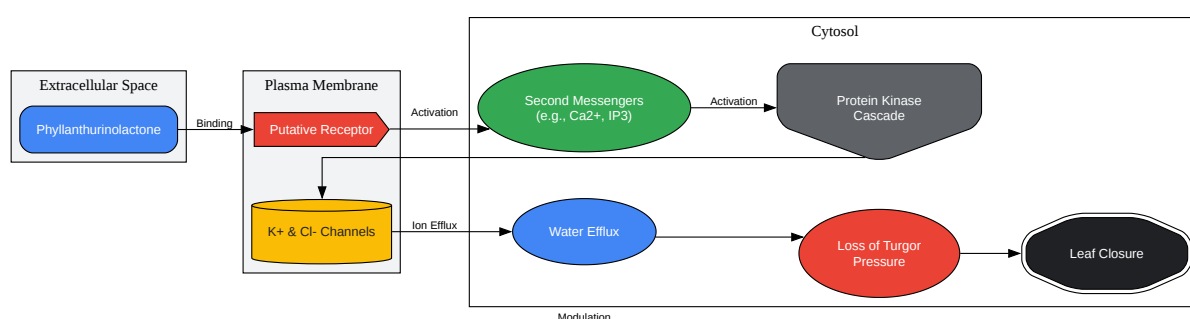 Cytosol
Extracellular Space
Plasma Membrane
Phyllanthurinolactone
Binding
Putative Receptor
Activation
Second Messengers
(e.g., Ca2+, IP3)
Activation
Protein Kinase
Cascade
K+ & Cl- Channels
Ion Efflux
Water Efflux
Loss of Turgor
Pressure
Leaf Closure
Modulation